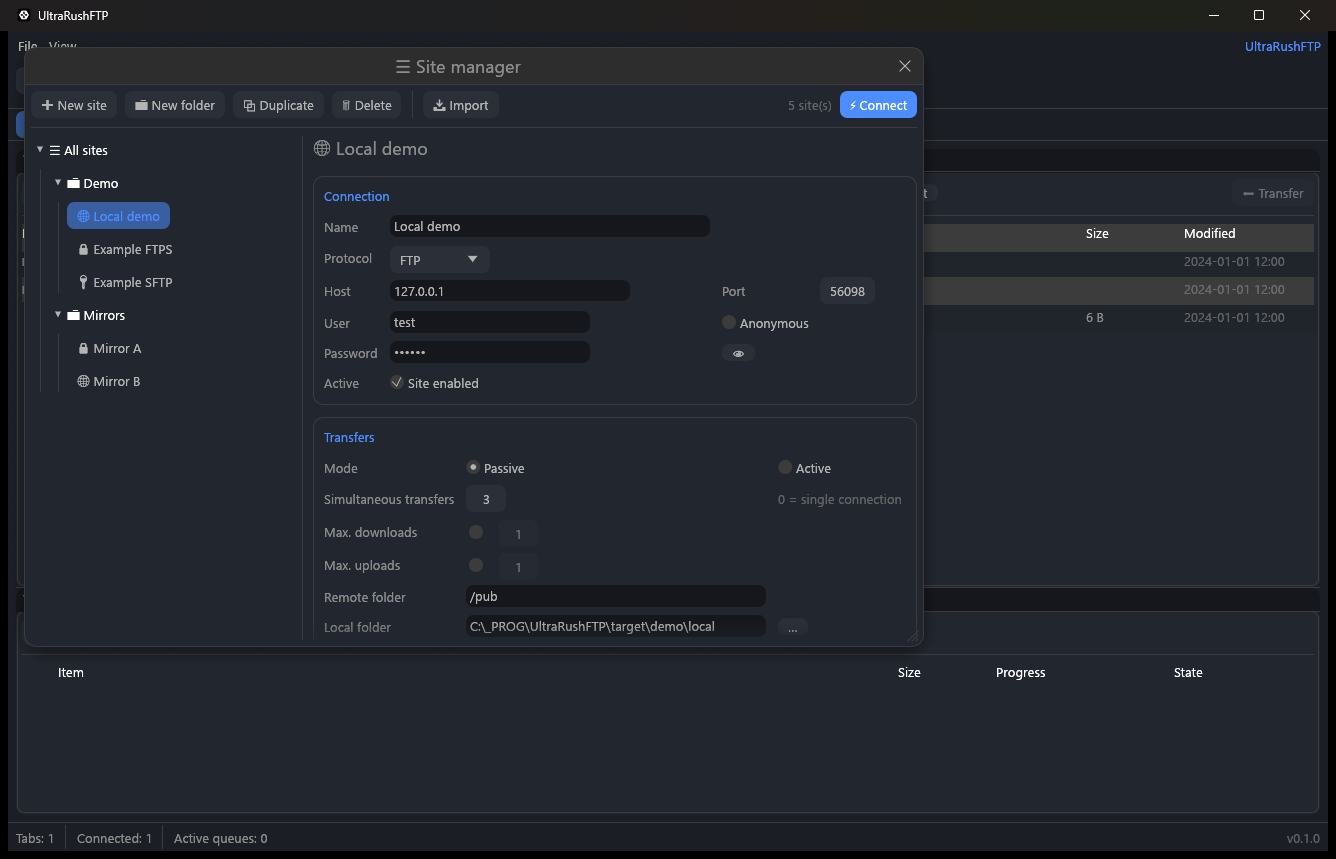 UltraRushFTP
File View
UltraRushFTP
Site manager
New site New folder Duplicate Delete Import 5 site(s) Connect
All sites
Demo
Local demo
Example FTPS
Example SFTP
Mirrors
Mirror A
Mirror B
Local demo
Connection
Name Local demo
Protocol FTP
Host 127.0.0.1 Port 56098
User test Anonymous
Password ••••••
Active Site enabled
Transfers
Mode Passive Active
Simultaneous transfers 3 0 = single connection
Max. downloads 1
Max. uploads 1
Remote folder /pub
Local folder C:\_PROG\UltraRushFTP\target\demo\local ...
Transfer
Size Modified
2024-01-01 12:00
2024-01-01 12:00
6 B 2024-01-01 12:00
Item Size Progress State
Tabs: 1 Connected: 1 Active queues: 0 v0.1.0